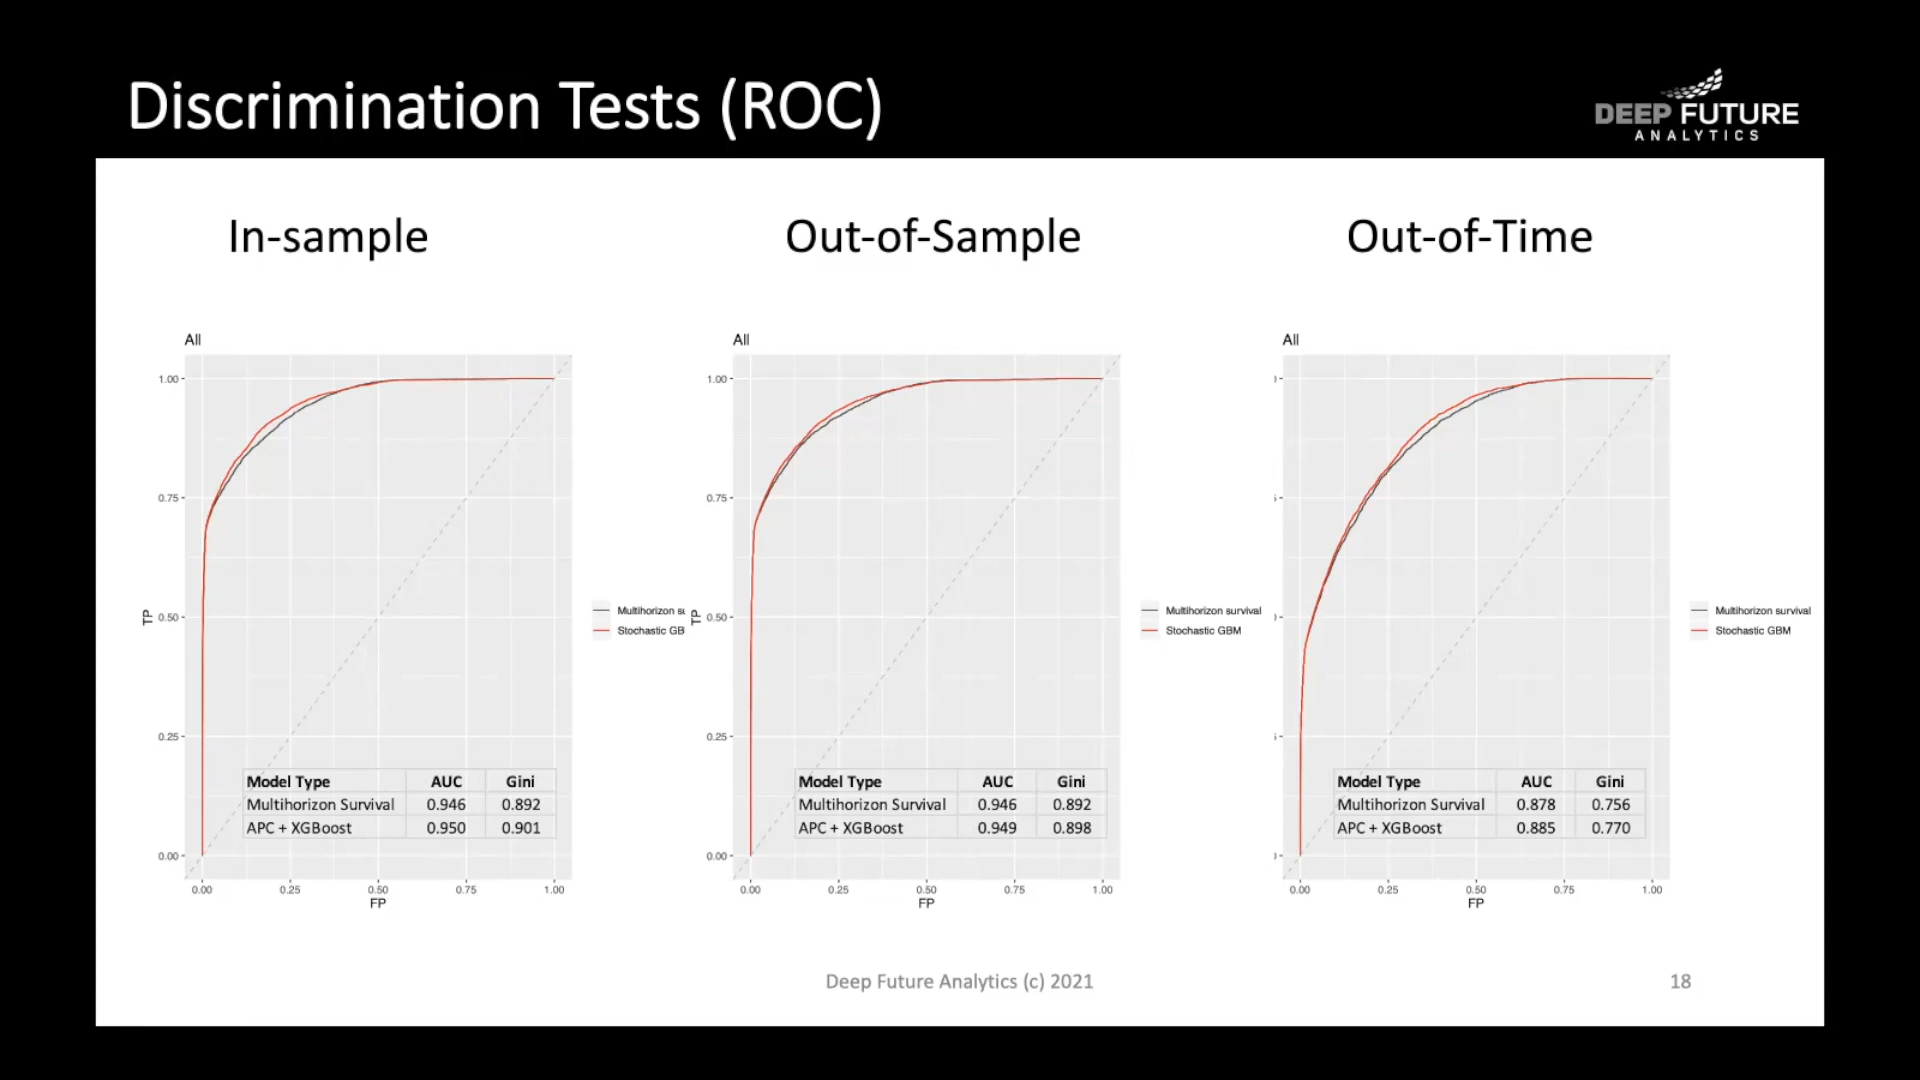 Discrimination Tests (ROC)
DEEP FUTURE
ANALYTICS
In-sample
Out-of-Sample
Out-of-Time
All
1.00
0.75
TP
0.50
0.25
0.00
0.00 0.25 0.50 0.75 1.00
FP
Multihorizon su
Stochastic GB
Model Type AUC Gini
Multihorizon Survival 0.946 0.892
APC + XGBoost 0.950 0.901
All
1.00
0.75
TP
0.50
0.25
0.00
0.00 0.25 0.50 0.75 1.00
FP
Multihorizon survival
Stochastic GBM
Model Type AUC Gini
Multihorizon Survival 0.946 0.892
APC + XGBoost 0.949 0.898
All
0.00 0.25 0.50 0.75 1.00
FP
Multihorizon survival
Stochastic GBM
Model Type AUC Gini
Multihorizon Survival 0.878 0.756
APC + XGBoost 0.885 0.770
Deep Future Analytics (c) 2021
18